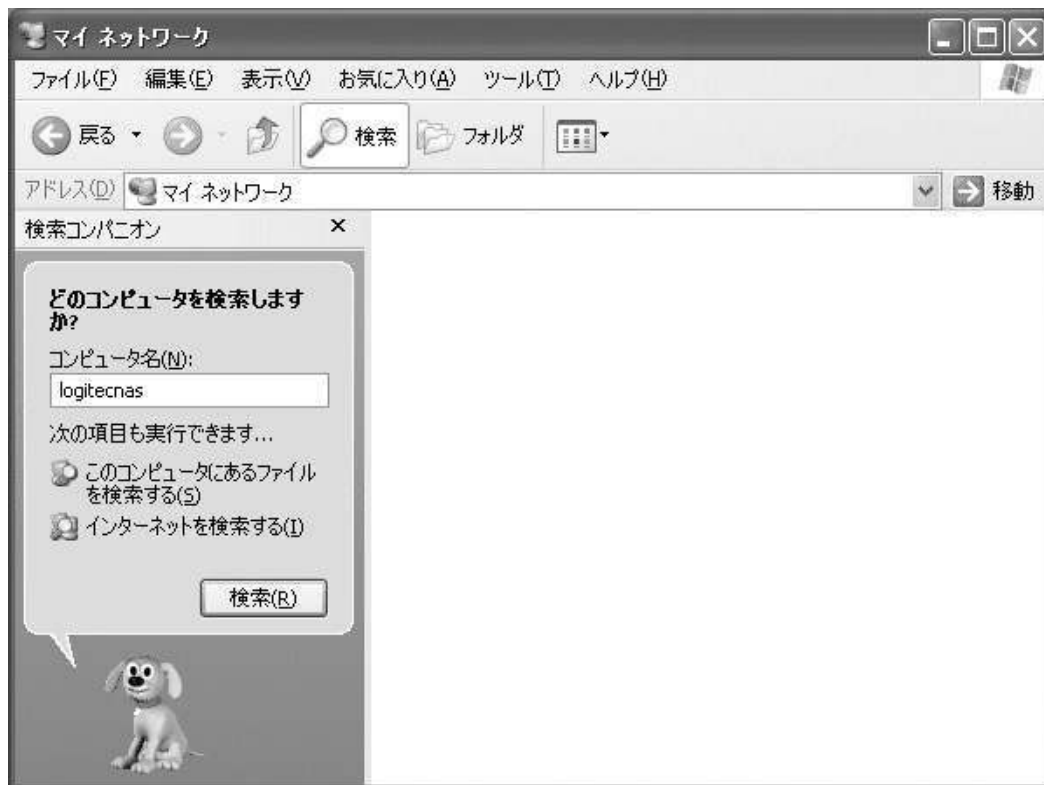 マイ ネットワーク
ファイル(F) 編集(E) 表示(V) お気に入り(A) ツール(T) ヘルプ(H)
戻る 検索 フォルダ
アドレス(D) マイ ネットワーク 移動
検索コンパニオン
どのコンピュータを検索します
か?
コンピュータ名(N):
logitecnas
次の項目も実行できます...
このコンピュータにあるファイル
を検索する(S)
インターネットを検索する(I)
検索(R)